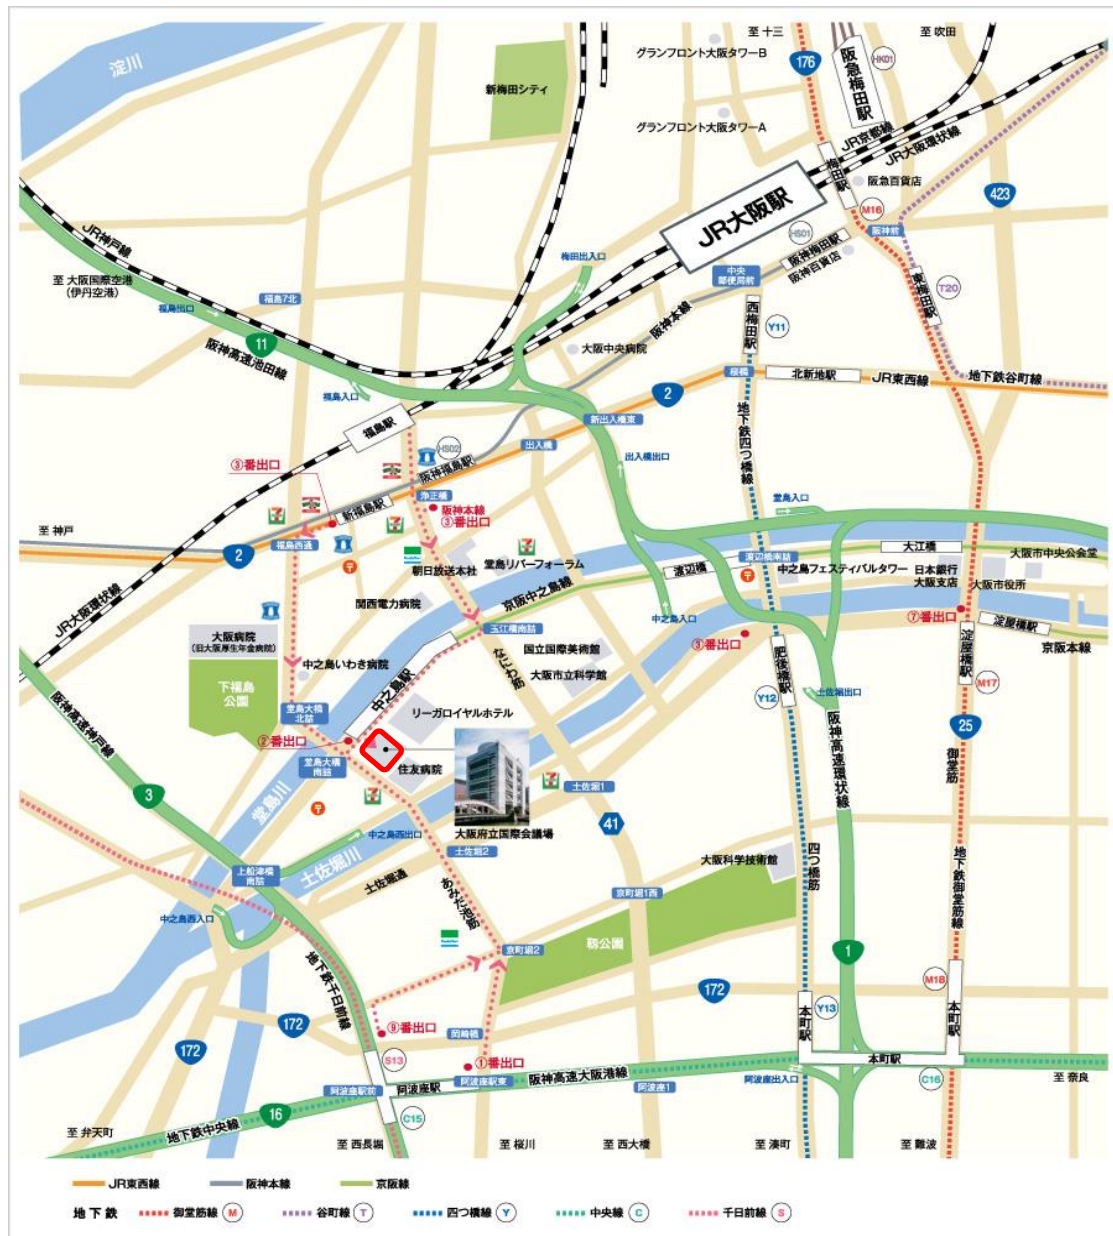 至 十三
至 吹田
グランフロント大阪タワーB
176
阪急梅田駅
HK01
淀川
新梅田シティ
グランフロント大阪タワーA
JR京都線
JR大阪環状線
梅田駅
阪急百貨店
423
JR大阪駅
M16
HS01
阪神前
阪神梅田駅
阪神百貨店
JR神戸線
至 大阪国際空港
(伊丹空港)
梅田出入口
中央
郵便局前
東梅田駅
T20
福島7北
福島出口
11
阪神高速池田線
阪神本線
西梅田駅
Y11
大阪中央病院
福島入口
2
桜橋
北新地駅
JR東西線
地下鉄谷町線
福島駅
新出入橋東
地下鉄四つ橋線
出入橋
HS02
③番出口
阪神福島駅
出入橋出口
浄正橋
新福島駅
阪神本線
③番出口
堂島入口
至 神戸
2
福島西通
朝日放送本社
堂島リバーフォーラム
渡辺橋南詰
大江橋
大阪市中央公会堂
渡辺橋
中之島フェスティバルタワー
日本銀行
大阪支店
大阪市役所
JR大阪環状線
関西電力病院
京阪中之島線
中之島入口
⑦番出口
淀屋橋駅
京阪本線
大阪病院
(旧大阪厚生年金病院)
玉江橋南詰
なにわ筋
国立国際美術館
大阪市立科学館
肥後橋駅
淀屋橋駅
中之島いわき病院
中之島駅
下福島
公園
M17
Y12
土佐堀出口
阪神高速神戸線
堂島大橋
北詰
リーガロイヤルホテル
25
御堂筋
②番出口
堂島大橋
南詰
住友病院
阪神高速環状線
3
堂島川
土佐堀1
大阪府立国際会議場
41
中之島西出口
土佐堀2
四つ橋筋
大阪科学技術館
地下鉄御堂筋線
上船津橋
南詰
土佐堀川
土佐堀通
あみだ池筋
京町堀1西
中之島西入口
京町堀2
靱公園
1
地下鉄千日前線
172
M18
172
⑨番出口
岡崎橋
Y13
本町駅
本町駅
172
S13
①番出口
阿波座駅前
阿波座駅
阿波座駅東
阪神高速大阪港線
阿波座1
阿波座出入口
本町駅
C16
至 奈良
16
C15
地下鉄中央線
至 弁天町
至 西長堀
至 桜川
至 西大橋
至 湊町
至 難波
JR東西線
阪神本線
京阪線
地下鉄
御堂筋線 M
谷町線 T
四つ橋線 Y
中央線 C
千日前線 S